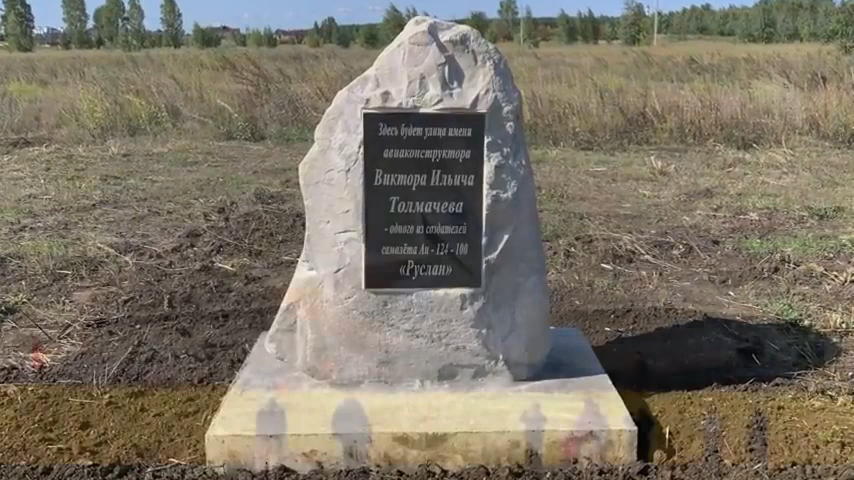 Здесь будет улица имени
авиаконструктора
Виктора Ильича
Толмачева
- одного из создателей
самолёта Ан - 124 - 100
«Руслан»